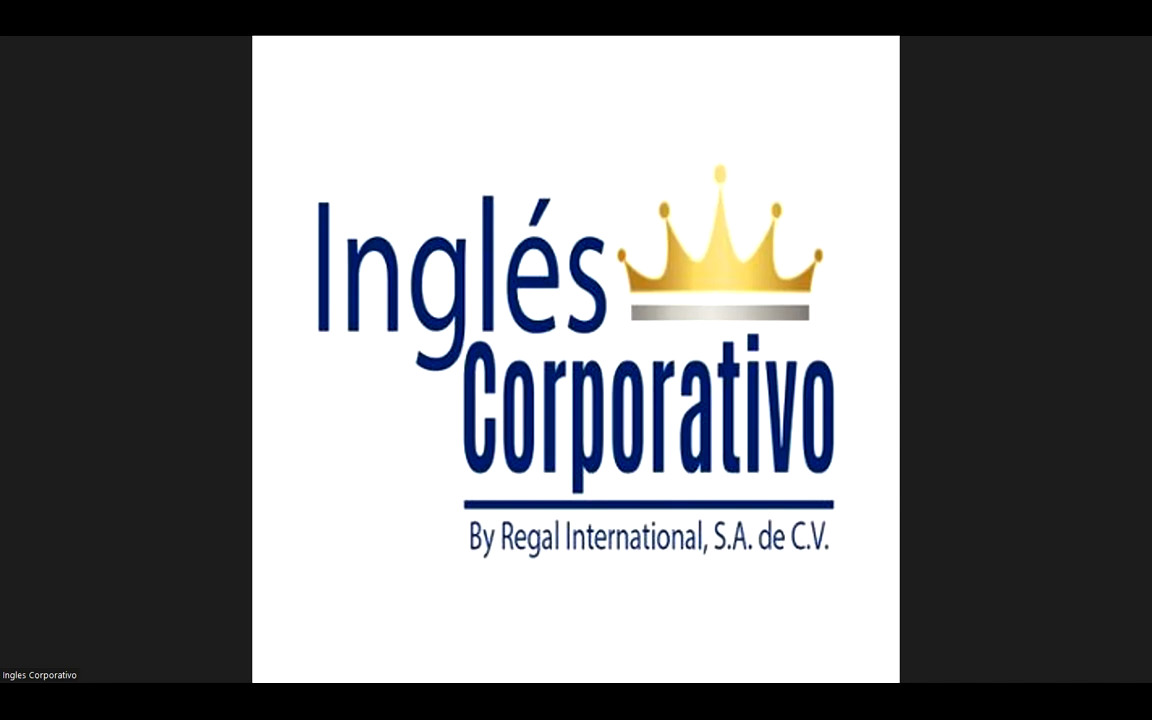 Inglés
Corporativo
By Regal International, S.A. de C.V.
Ingles Corporativo